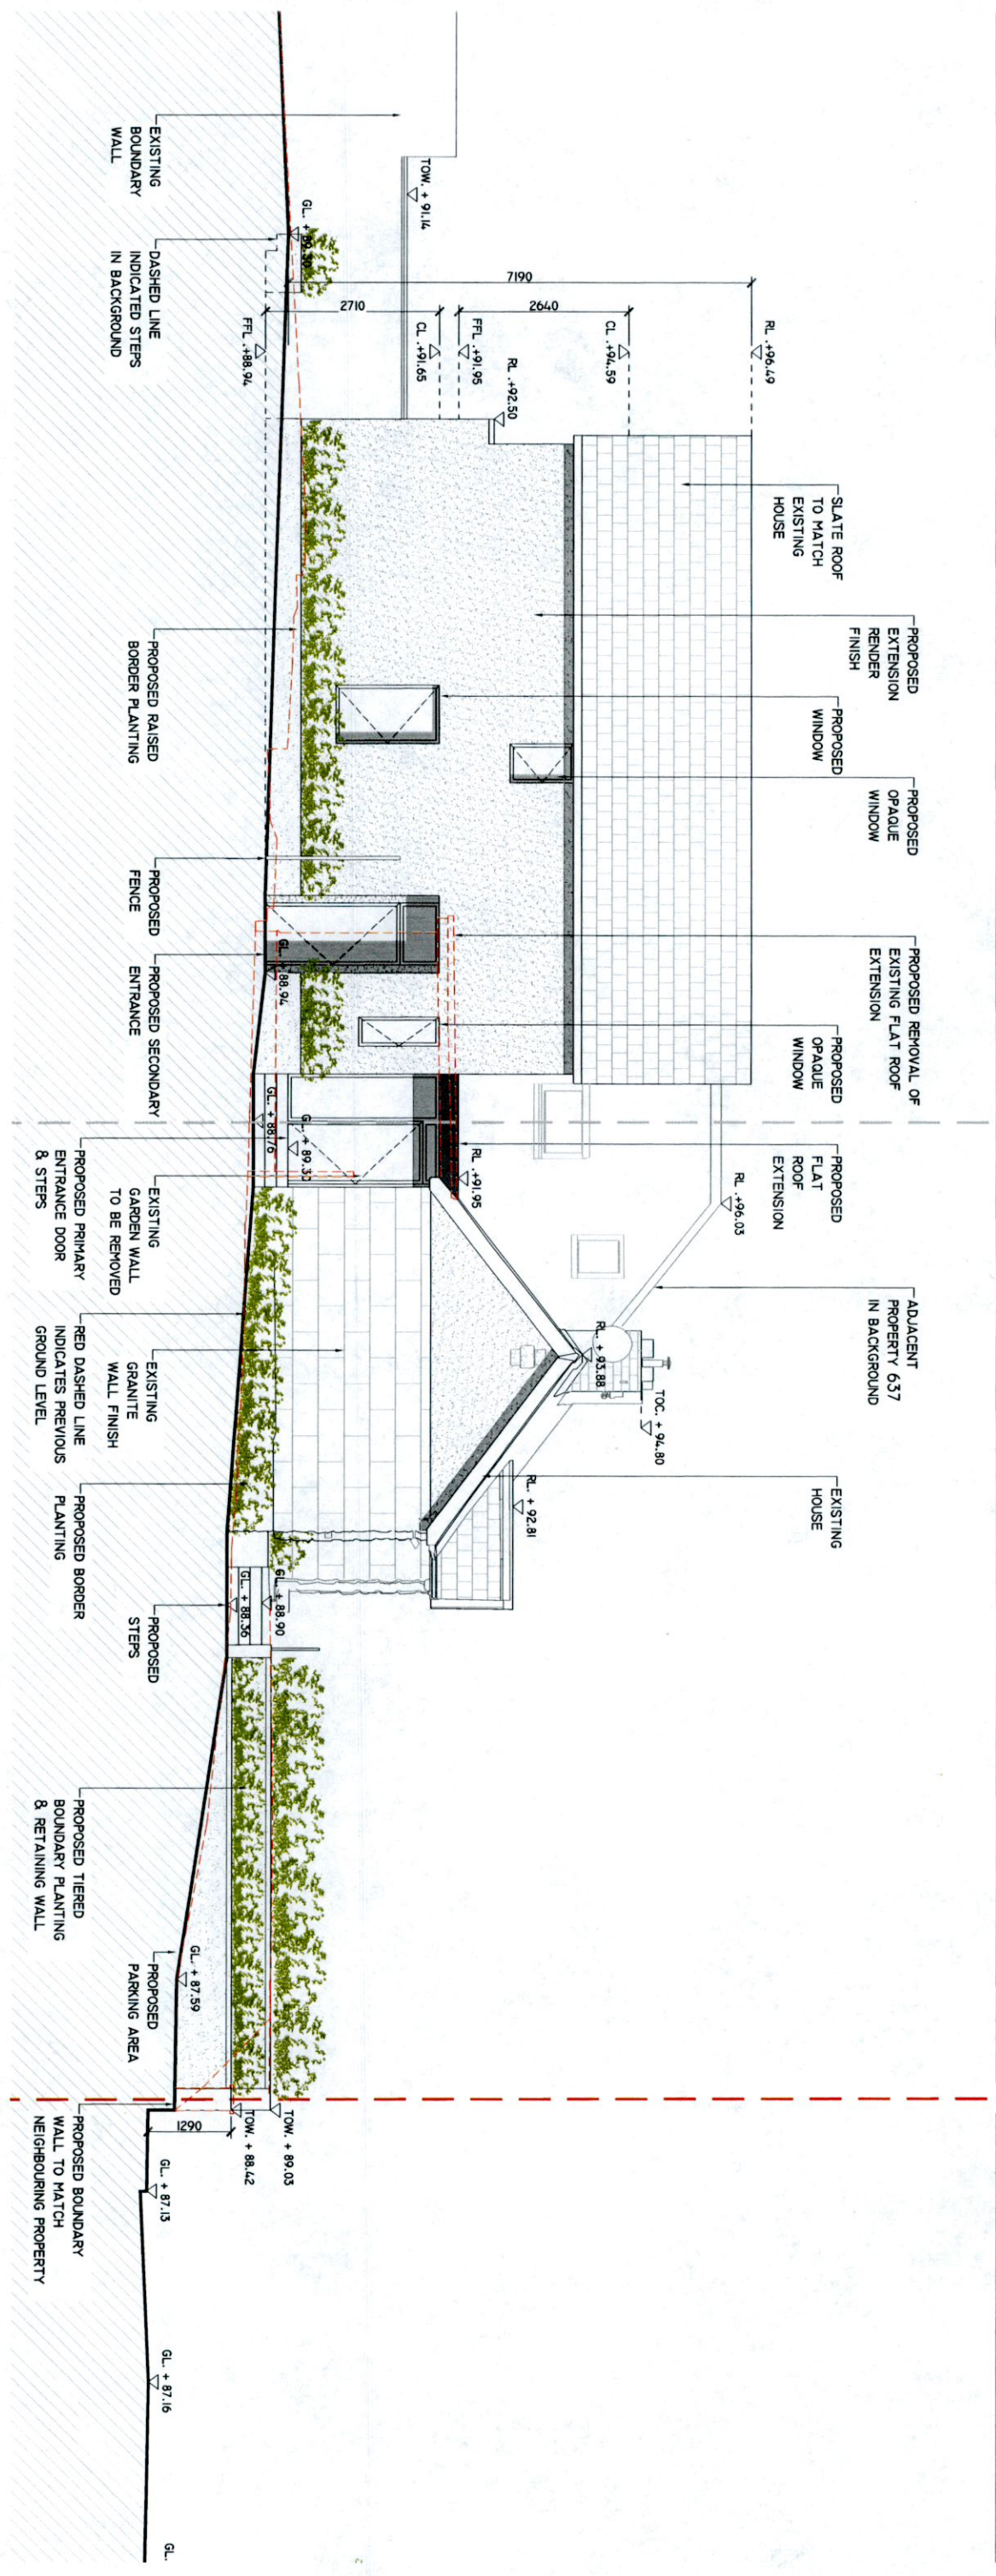 EXISTING
BOUNDARY
WALL
TOW. + 91.14
DASHED LINE
INDICATED STEPS
IN BACKGROUND
GL. + 89.30
7190
2710
2640
FFL .+88.94
CL .+91.65
FFL .+91.95
RL .+92.50
CL .+94.59
RL .+96.49
SLATE ROOF
TO MATCH
EXISTING
HOUSE
PROPOSED
EXTENSION
RENDER
FINISH
PROPOSED
WINDOW
PROPOSED
OPAQUE
WINDOW
PROPOSED REMOVAL OF
EXISTING FLAT ROOF
EXTENSION
PROPOSED
OPAQUE
WINDOW
PROPOSED
FLAT
ROOF
EXTENSION
RL .+91.95
RL .+96.03
ADJACENT
PROPERTY 637
IN BACKGROUND
RL. + 93.88
TOC. + 94.80
EXISTING
HOUSE
RL. + 92.81
PROPOSED RAISED
BORDER PLANTING
PROPOSED
FENCE
PROPOSED SECONDARY
ENTRANCE
GL. + 88.94
GL. + 88.76
GL. + 89.30
PROPOSED PRIMARY
ENTRANCE DOOR
& STEPS
EXISTING
GARDEN WALL
TO BE REMOVED
RED DASHED LINE
INDICATES PREVIOUS
GROUND LEVEL
EXISTING
GRANITE
WALL FINISH
PROPOSED BORDER
PLANTING
GL. + 88.36
GL. + 88.90
PROPOSED
STEPS
PROPOSED TIERED
BOUNDARY PLANTING
& RETAINING WALL
GL. + 87.59
PROPOSED
PARKING AREA
TOW. + 89.03
TOW. + 88.42
1290
PROPOSED BOUNDARY
WALL TO MATCH
NEIGHBOURING PROPERTY
GL. + 87.13
GL. + 87.16
GL.